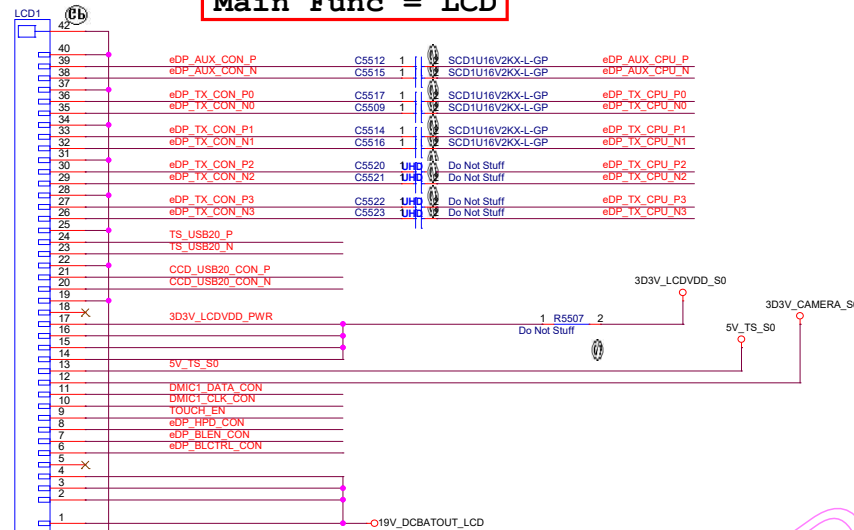 Main Func = LCD
LCD1
42
40
39 eDP_AUX_CON_P C5512 1 2 SCD1U16V2KX-L-GP eDP_AUX_CPU_P
38 eDP_AUX_CON_N C5515 1 2 SCD1U16V2KX-L-GP eDP_AUX_CPU_N
37
36 eDP_TX_CON_P0 C5517 1 2 SCD1U16V2KX-L-GP eDP_TX_CPU_P0
35 eDP_TX_CON_N0 C5509 1 2 SCD1U16V2KX-L-GP eDP_TX_CPU_N0
34
33 eDP_TX_CON_P1 C5514 1 2 SCD1U16V2KX-L-GP eDP_TX_CPU_P1
32 eDP_TX_CON_N1 C5516 1 2 SCD1U16V2KX-L-GP eDP_TX_CPU_N1
31
30 eDP_TX_CON_P2 C5520 1 UHD 2 Do Not Stuff eDP_TX_CPU_P2
29 eDP_TX_CON_N2 C5521 1 UHD 2 Do Not Stuff eDP_TX_CPU_N2
28
27 eDP_TX_CON_P3 C5522 1 UHD 2 Do Not Stuff eDP_TX_CPU_P3
26 eDP_TX_CON_N3 C5523 1 UHD 2 Do Not Stuff eDP_TX_CPU_N3
25
24 TS_USB20_P
23 TS_USB20_N
22
21 CCD_USB20_CON_P
20 CCD_USB20_CON_N
3D3V_LCDVDD_S0
19
18
3D3V_CAMERA_S0
17 3D3V_LCDVDD_PWR 1 R5507 2
Do Not Stuff
5V_TS_S0
16
15
14
13 5V_TS_S0
12
11 DMIC1_DATA_CON
10 DMIC1_CLK_CON
9 TOUCH_EN
8 eDP_HPD_CON
7 eDP_BLEN_CON
6 eDP_BLCTRL_CON
5
4
3
2
1 19V_DCBATOUT_LCD